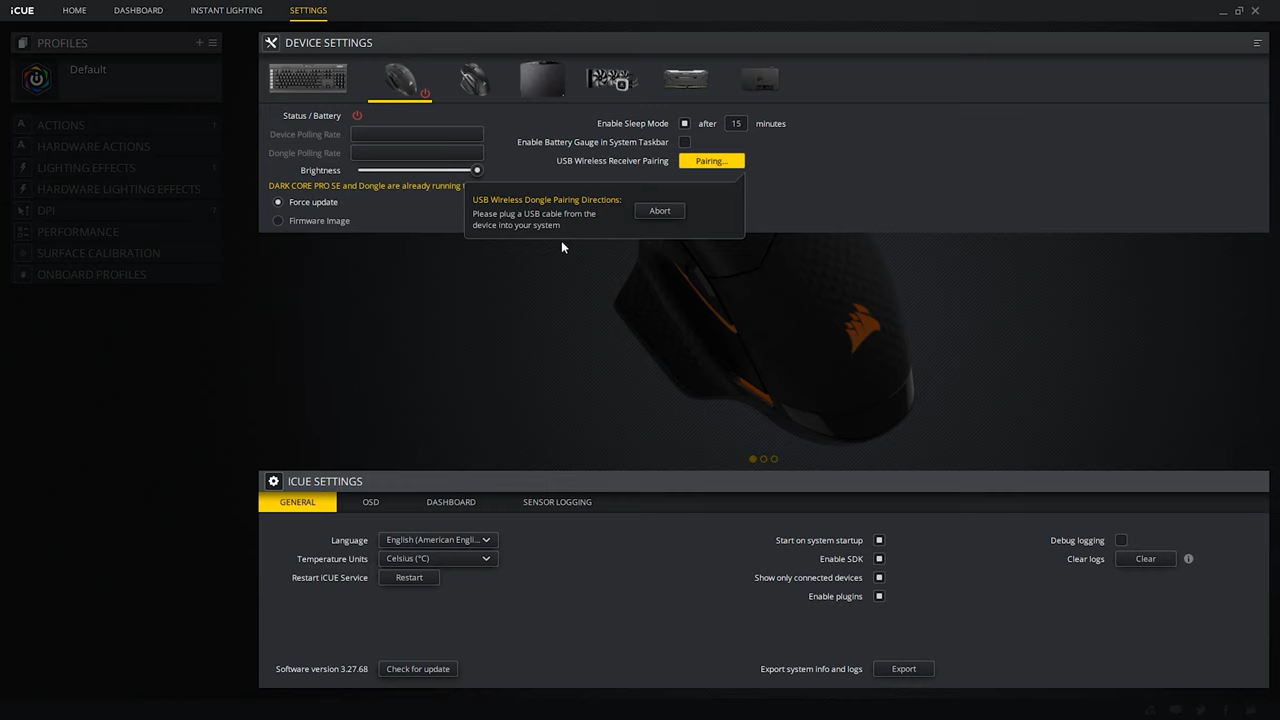 iCUE HOME DASHBOARD INSTANT LIGHTING SETTINGS
PROFILES
Default
ACTIONS
HARDWARE ACTIONS
LIGHTING EFFECTS
HARDWARE LIGHTING EFFECTS
DPI
PERFORMANCE
SURFACE CALIBRATION
ONBOARD PROFILES
DEVICE SETTINGS
Status / Battery
Device Polling Rate
Dongle Polling Rate
Brightness
DARK CORE PRO SE and Dongle are already running
Force update
Firmware Image
Enable Sleep Mode after 15 minutes
Enable Battery Gauge in System Taskbar
USB Wireless Receiver Pairing Pairing...
USB Wireless Dongle Pairing Directions:
Please plug a USB cable from the
device into your system
Abort
ICUE SETTINGS
GENERAL OSD DASHBOARD SENSOR LOGGING
Language English (American Engli...
Temperature Units Celsius (°C)
Restart iCUE Service Restart
Start on system startup
Enable SDK
Show only connected devices
Enable plugins
Debug logging
Clear logs Clear
Software version 3.27.68 Check for update
Export system info and logs Export